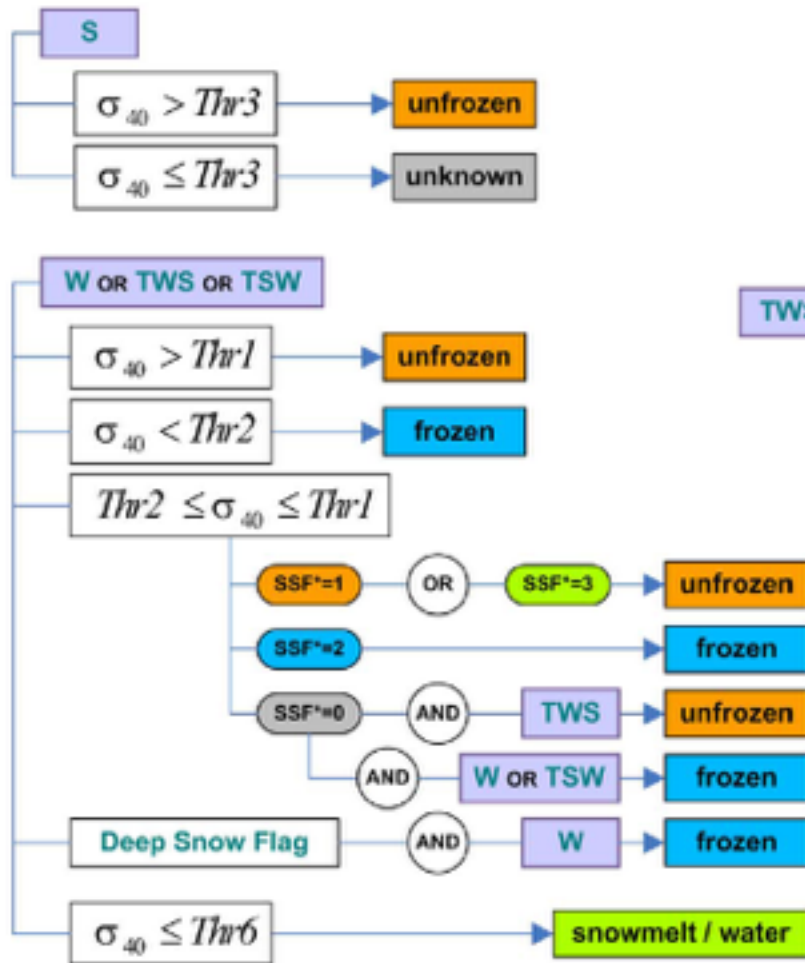 S
σ40 > Thr3 unfrozen
σ40 ≤ Thr3 unknown
W OR TWS OR TSW
TWS
σ40 > Thr1 unfrozen
σ40 < Thr2 frozen
Thr2 ≤ σ40 ≤ Thr1
SSF*=1 OR SSF*=3 unfrozen
SSF*=2 frozen
SSF*=0 AND TWS unfrozen
AND W OR TSW frozen
Deep Snow Flag AND W frozen
σ40 ≤ Thr6 snowmelt / water